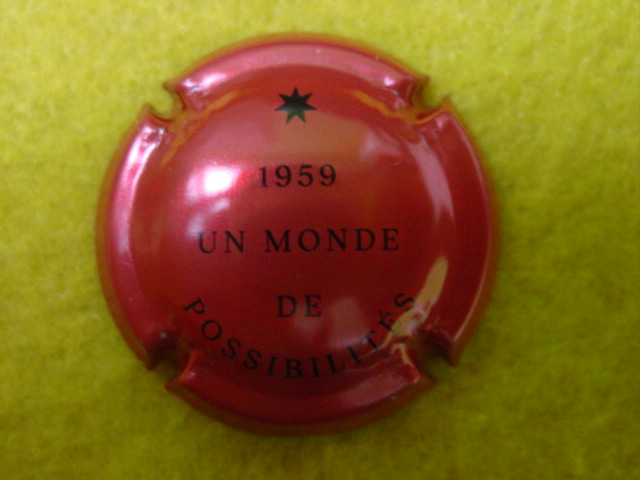 1959
UN MONDE
DE
POSSIBILITÉS